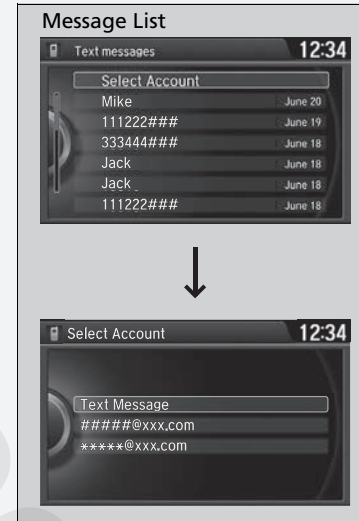 Message List
Text messages 12:34
Select Account
Mike June 20
111222### June 19
333444### June 18
Jack June 18
Jack June 18
111222### June 18
Select Account 12:34
Text Message
#####@xxx.com
*****@xxx.com